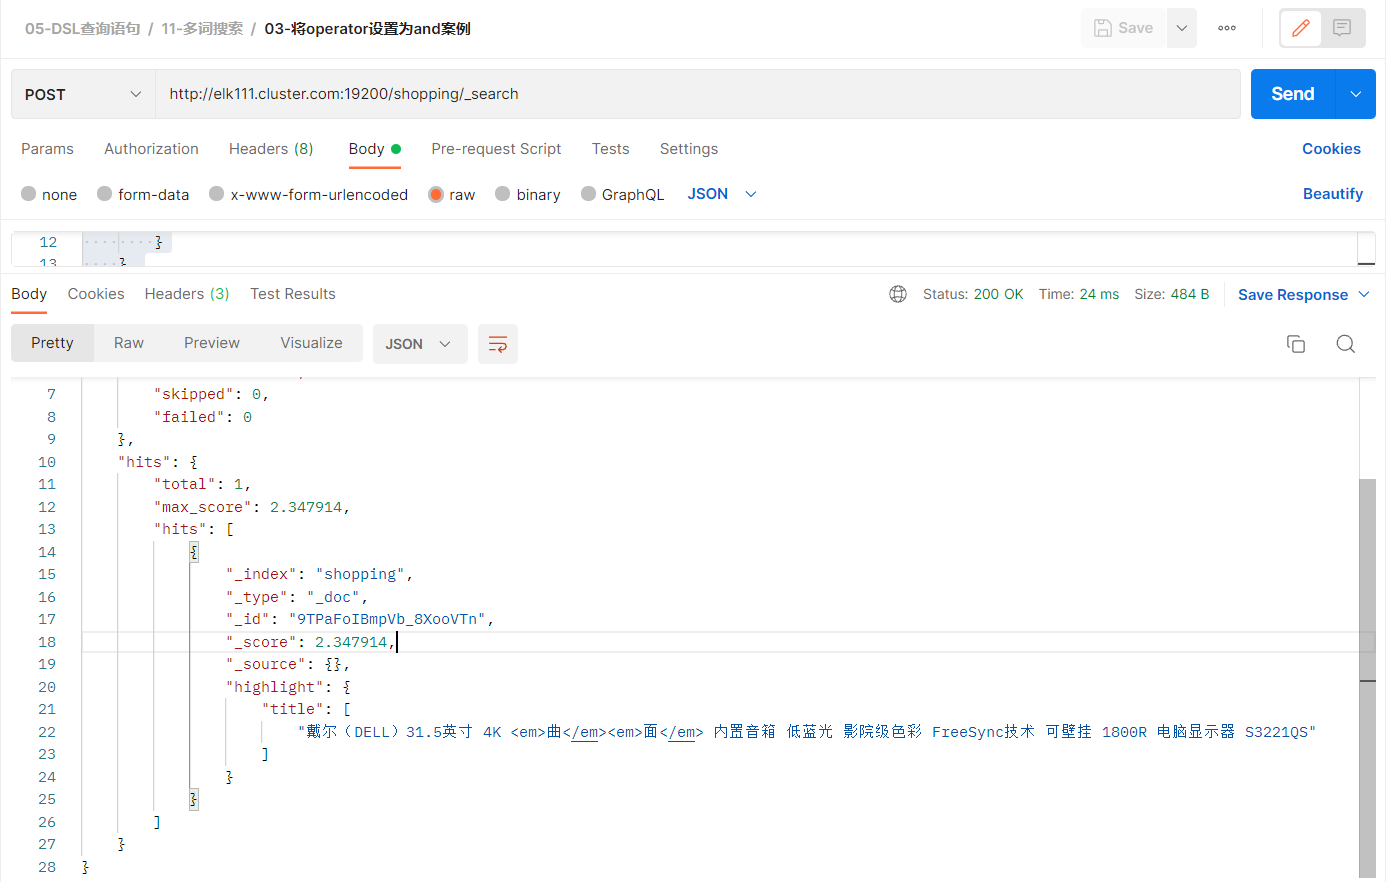 05-DSL查询语句 / 11-多词搜索 / 03-将operator设置为and案例
Save
POST
http://elk111.cluster.com:19200/shopping/_search
Send
Params Authorization Headers (8) Body Pre-request Script Tests Settings Cookies
none form-data x-www-form-urlencoded raw binary GraphQL JSON Beautify
12 }
13 }
Body Cookies Headers (3) Test Results Status: 200 OK Time: 24 ms Size: 484 B Save Response
Pretty Raw Preview Visualize JSON
7 "skipped": 0,
8 "failed": 0
9 },
10 "hits": {
11 "total": 1,
12 "max_score": 2.347914,
13 "hits": [
14 {
15 "_index": "shopping",
16 "_type": "_doc",
17 "_id": "9TPaFoIBmpVb_8XooVTn",
18 "_score": 2.347914,
19 "_source": {},
20 "highlight": {
21 "title": [
22 "戴尔（DELL）31.5英寸 4K <em>曲</em><em>面</em> 内置音箱 低蓝光 影院级色彩 FreeSync技术 可壁挂 1800R 电脑显示器 S3221QS"
23 ]
24 }
25 }
26 ]
27 }
28 }